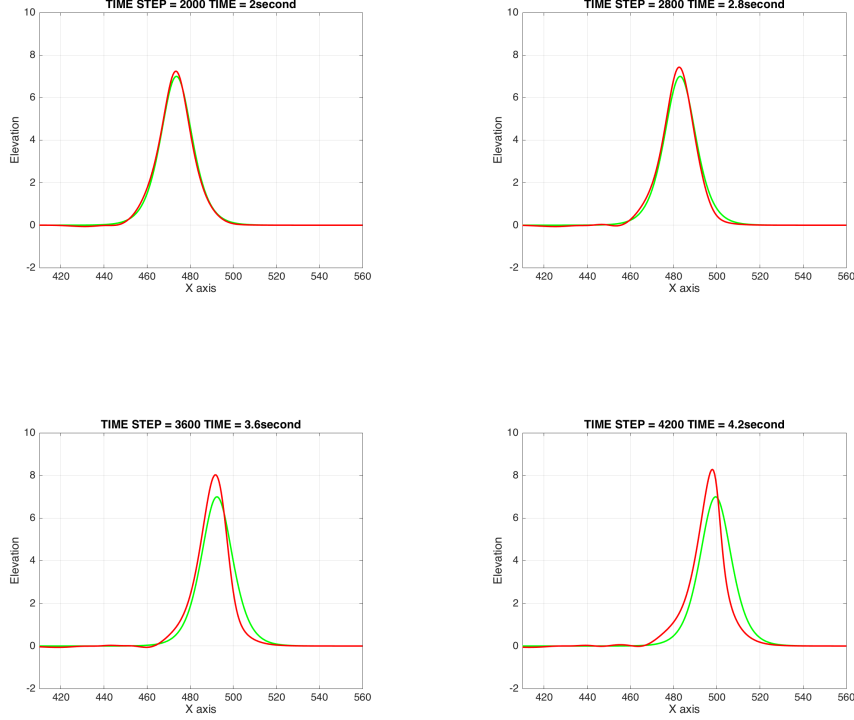 TIME STEP = 2000 TIME = 2second
10
8
6
4
2
0
-2
Elevation
420 440 460 480 500 520 540 560
X axis
TIME STEP = 2800 TIME = 2.8second
10
8
6
4
2
0
-2
Elevation
420 440 460 480 500 520 540 560
X axis
TIME STEP = 3600 TIME = 3.6second
10
8
6
4
2
0
-2
Elevation
420 440 460 480 500 520 540 560
X axis
TIME STEP = 4200 TIME = 4.2second
10
8
6
4
2
0
-2
Elevation
420 440 460 480 500 520 540 560
X axis